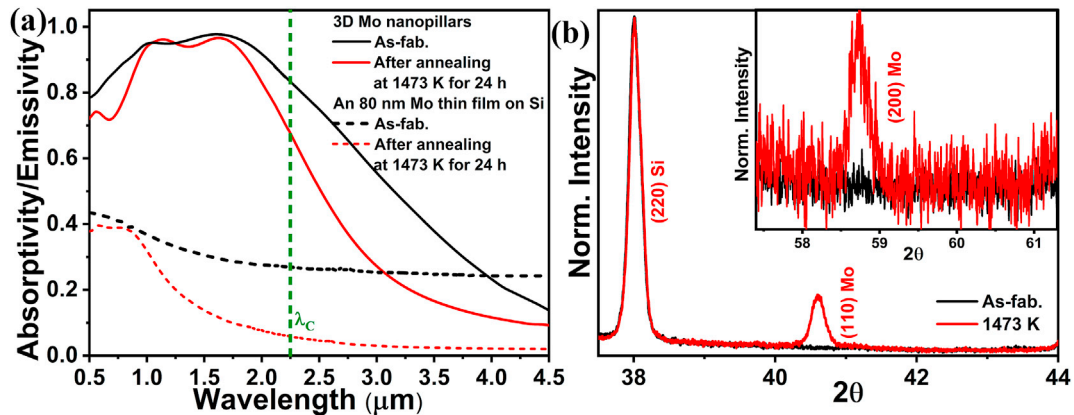 (a)
Absorptivity/Emissivity
1.0
0.8
0.6
0.4
0.2
0.0
3D Mo nanopillars
As-fab.
After annealing
at 1473 K for 24 h
An 80 nm Mo thin film on Si
As-fab.
After annealing
at 1473 K for 24 h
λC
0.5 1.0 1.5 2.0 2.5 3.0 3.5 4.0 4.5
Wavelength (μm)
(b)
Norm. Intensity
(220) Si
(110) Mo
Norm. Intensity
(200) Mo
58 59 60 61
2θ
As-fab.
1473 K
38 40 42 44
2θ